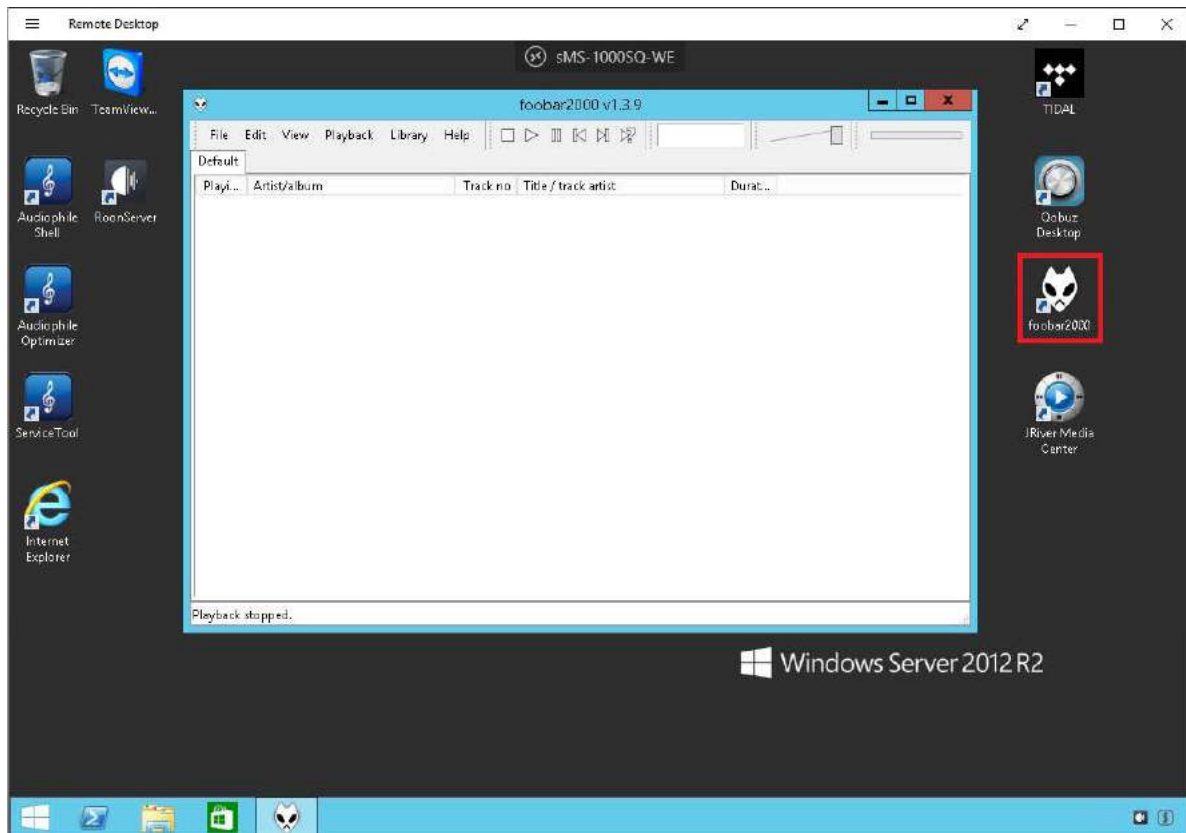 Remote Desktop
sMS-1000SQ-WE
Recycle Bin
TeamView...
TIDAL
foobar2000 v1.3.9
File Edit View Playback Library Help
Default
Playi... Artist/album Track no Title / track artist Durat...
Audiophile
Shell
RoonServer
Qobuz
Desktop
Audiophile
Optimizer
foobar2000
ServiceTool
JRiver Media
Center
Internet
Explorer
Playback stopped.
Windows Server 2012 R2